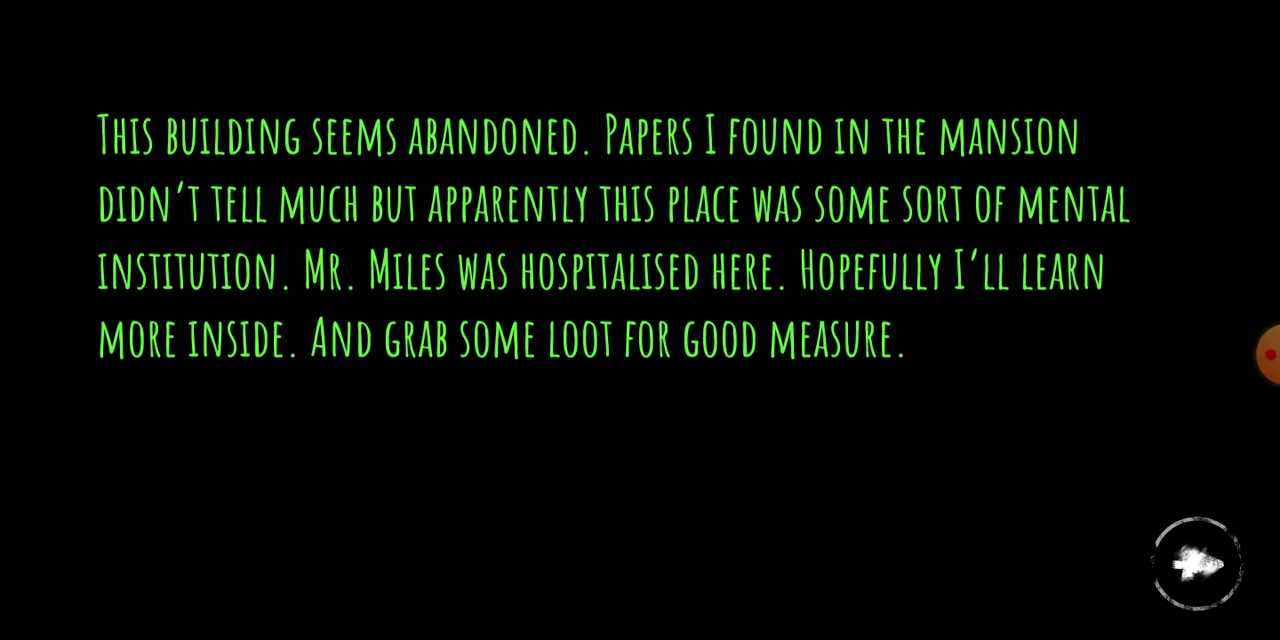 This building seems abandoned. Papers I found in the mansion
didn't tell much but apparently this place was some sort of mental
institution. Mr. Miles was hospitalised here. Hopefully I'll learn
more inside. And grab some loot for good measure.